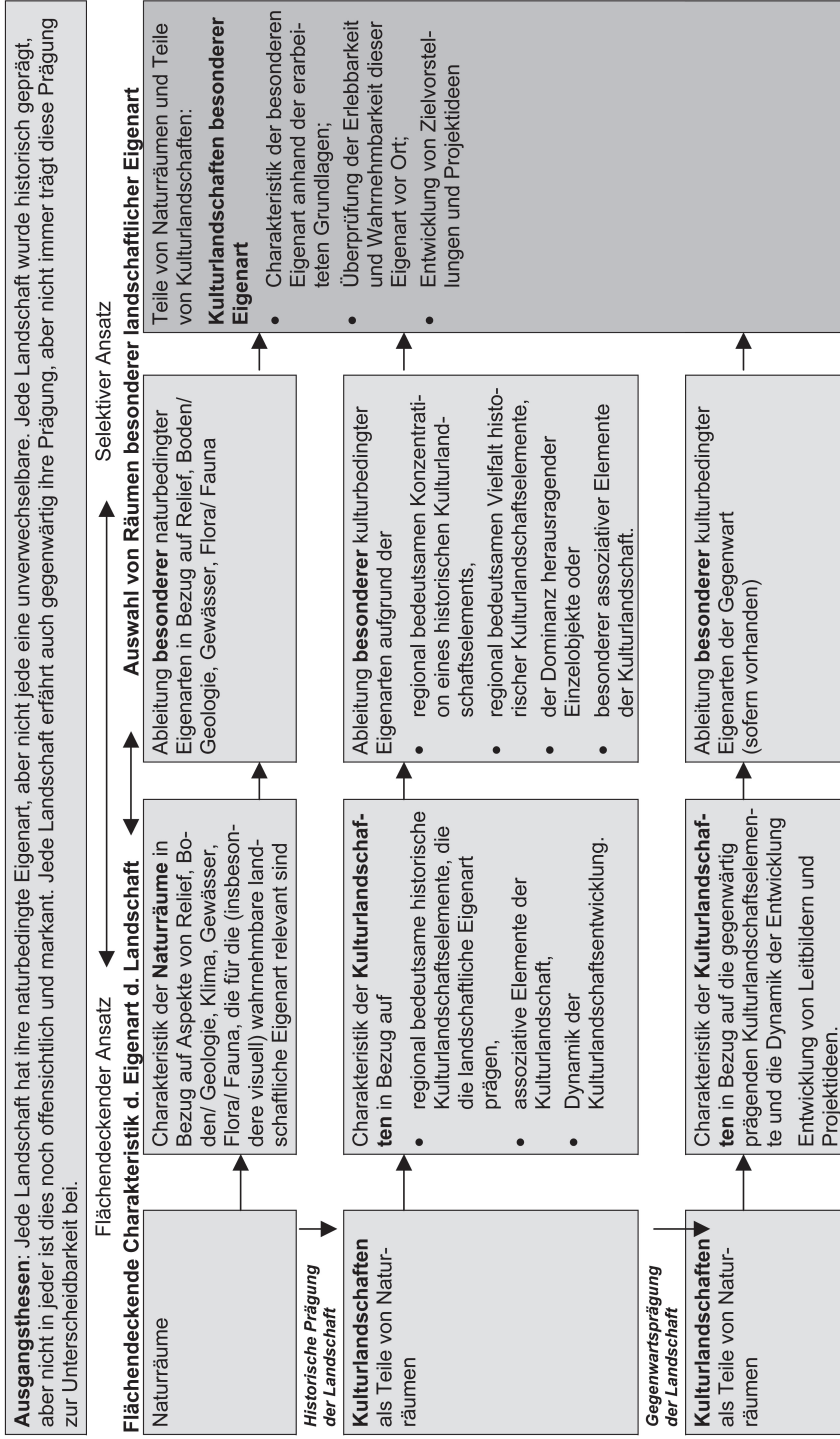 Ausgangsthesen: Jede Landschaft hat ihre naturbedingte Eigenart, aber nicht jede eine unverwechselbare. Jede Landschaft wurde historisch geprägt,
aber nicht in jeder ist dies noch offensichtlich und markant. Jede Landschaft erfährt auch gegenwärtig ihre Prägung, aber nicht immer trägt diese Prägung
zur Unterscheidbarkeit bei.
Flächendeckender Ansatz
Selektiver Ansatz
Flächendeckende Charakteristik d. Eigenart d. Landschaft
Auswahl von Räumen besonderer landschaftlicher Eigenart
Naturräume
Charakteristik der Naturräume in
Bezug auf Aspekte von Relief, Bo-
den/ Geologie, Klima, Gewässer,
Flora/ Fauna, die für die (insbeson-
dere visuell) wahrnehmbare land-
schaftliche Eigenart relevant sind
Ableitung besonderer naturbedingter
Eigenarten in Bezug auf Relief, Boden/
Geologie, Gewässer, Flora/ Fauna
Teile von Naturräumen und Teile
von Kulturlandschaften:
Kulturlandschaften besonderer
Eigenart
• Charakteristik der besonderen
Eigenart anhand der erarbei-
teten Grundlagen;
• Überprüfung der Erlebbarkeit
und Wahrnehmbarkeit dieser
Eigenart vor Ort;
• Entwicklung von Zielvorstel-
lungen und Projektideen
Historische Prägung
der Landschaft
Kulturlandschaften
als Teile von Natur-
räumen
Charakteristik der Kulturlandschaf-
ten in Bezug auf
• regional bedeutsame historische
Kulturlandschaftselemente, die
die landschaftliche Eigenart
prägen,
• assoziative Elemente der
Kulturlandschaft,
• Dynamik der
Kulturlandschaftsentwicklung.
Ableitung besonderer kulturbedingter
Eigenarten aufgrund der
• regional bedeutsamen Konzentrati-
on eines historischen Kulturland-
schaftselements,
• regional bedeutsamen Vielfalt histo-
rischer Kulturlandschaftselemente,
• der Dominanz herausragender
Einzelobjekte oder
• besonderer assoziativer Elemente
der Kulturlandschaft.
Gegenwartsprägung
der Landschaft
Kulturlandschaften
als Teile von Natur-
räumen
Charakteristik der Kulturlandschaf-
ten in Bezug auf die gegenwärtig
prägenden Kulturlandschaftselemen-
te und die Dynamik der Entwicklung
Entwicklung von Leitbildern und
Projektideen.
Ableitung besonderer kulturbedingter
Eigenarten der Gegenwart
(sofern vorhanden)